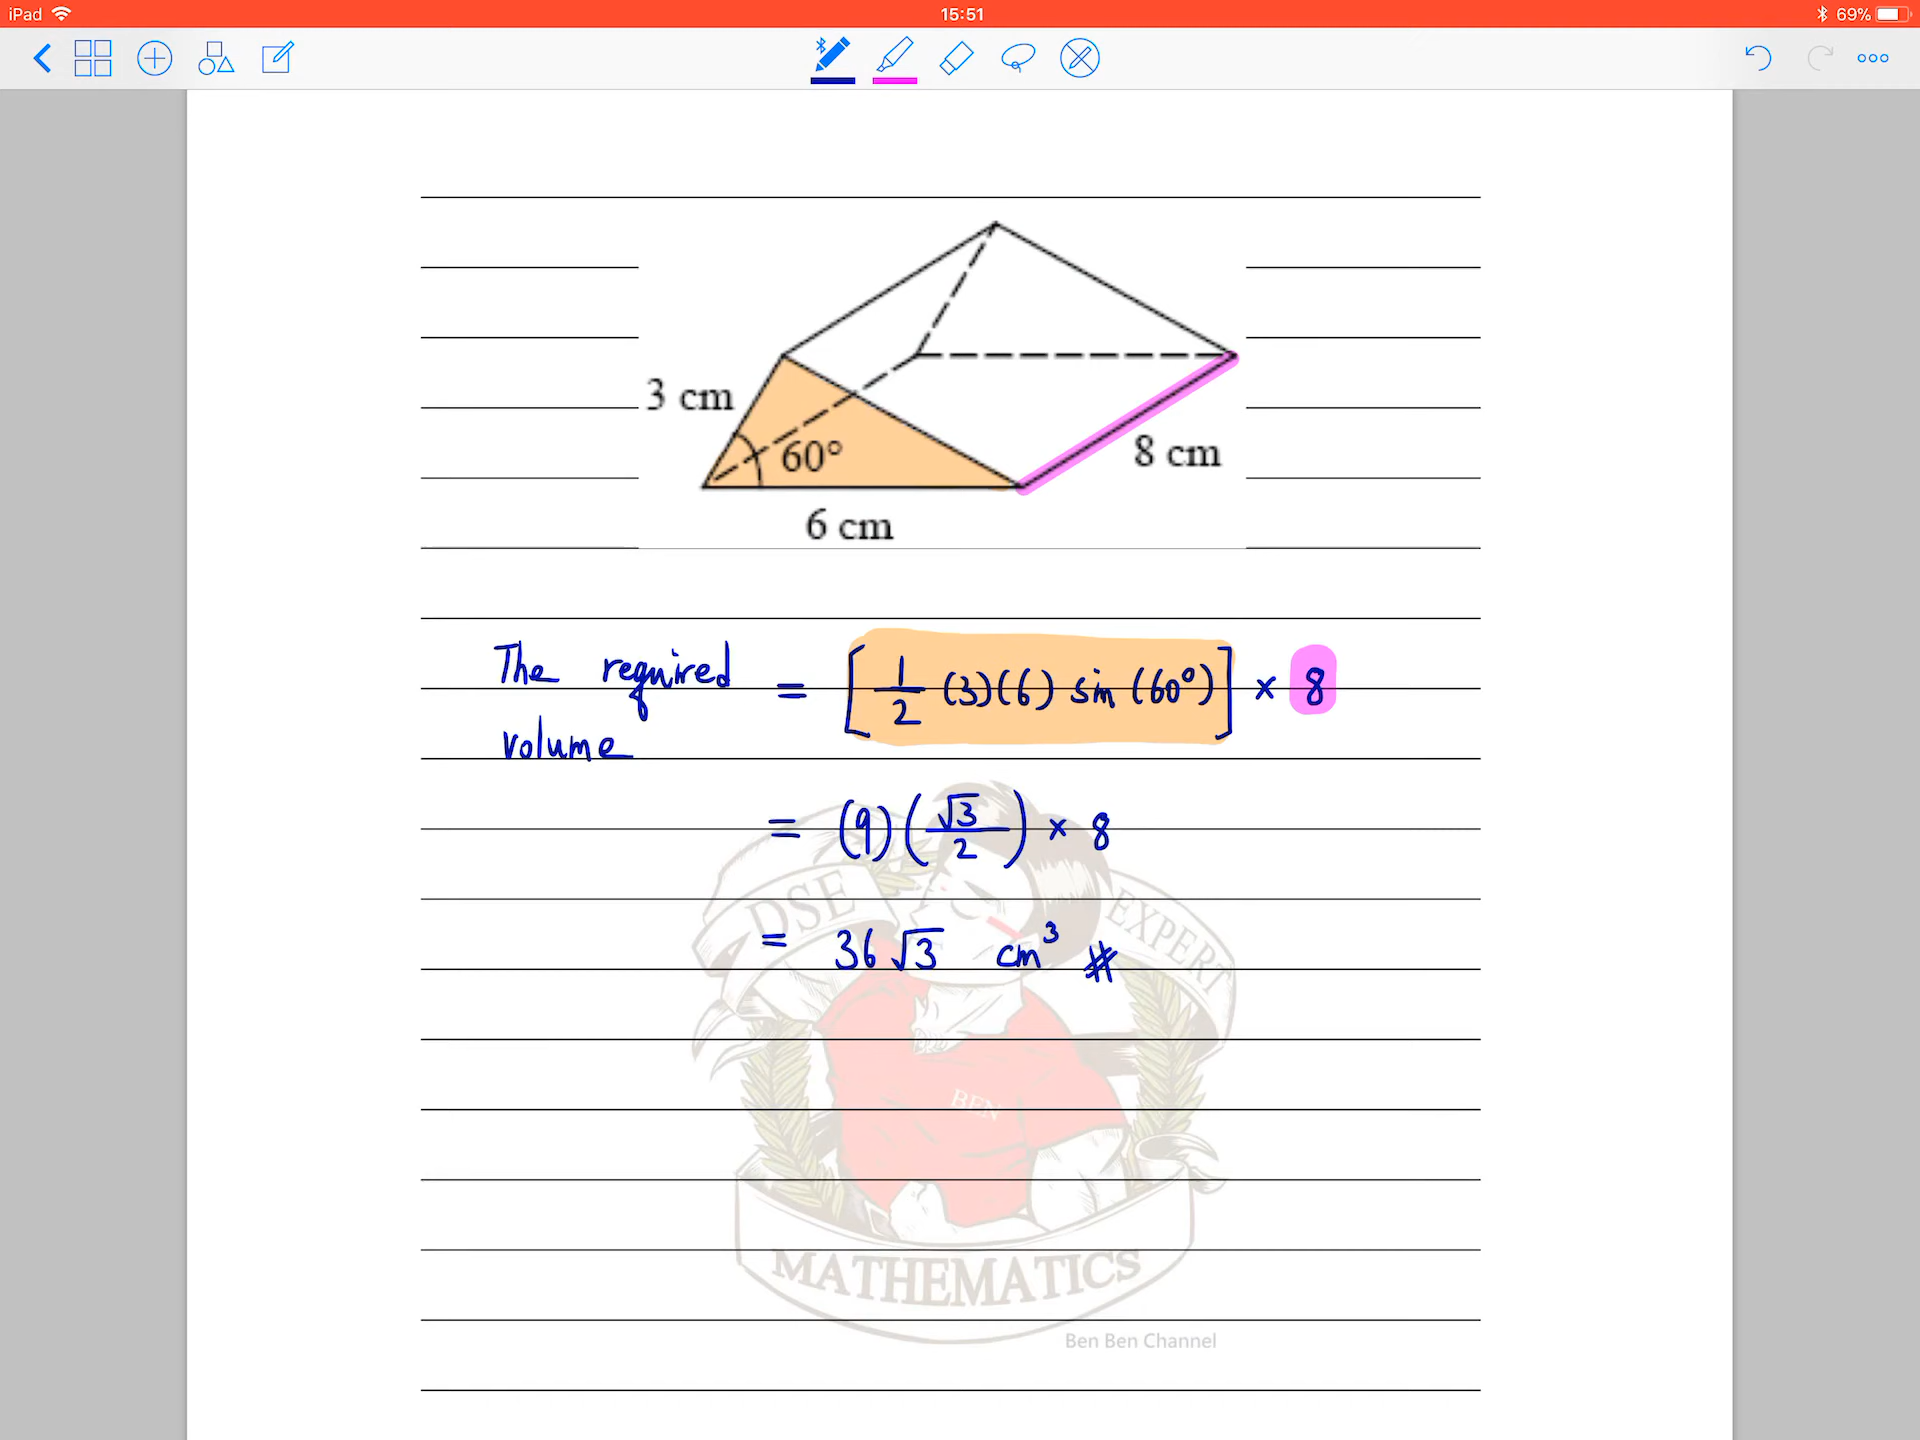 iPad 15:51 69%
3 cm
60°
8 cm
6 cm
The required volume = [1/2 (3)(6) sin (60°)] × 8
= (9)(√3/2) × 8
= 36√3 cm³ #
DSE EXPERT
BEN
MATHEMATICS
Ben Ben Channel